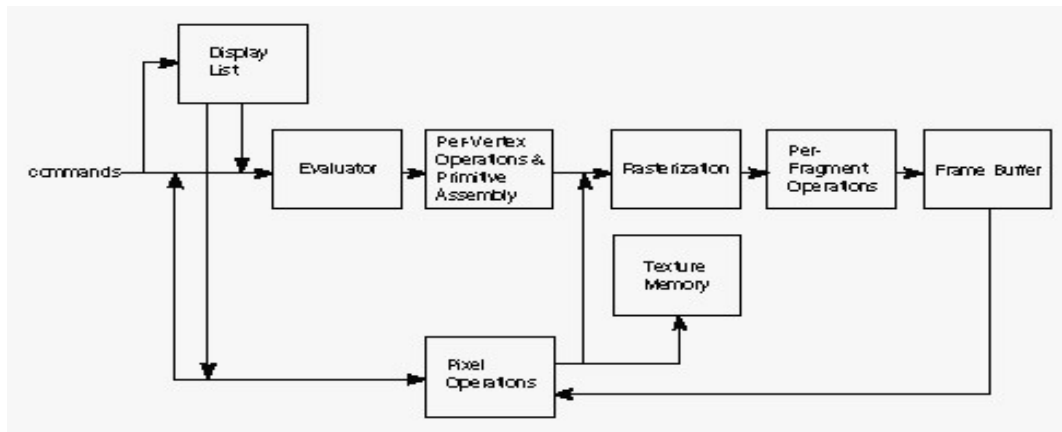 Display
List
commands
Evaluator
Per-Vertex
Operations &
Primitive
Assembly
Rasterization
Per-
Fragment
Operations
Frame Buffer
Texture
Memory
Pixel
Operations